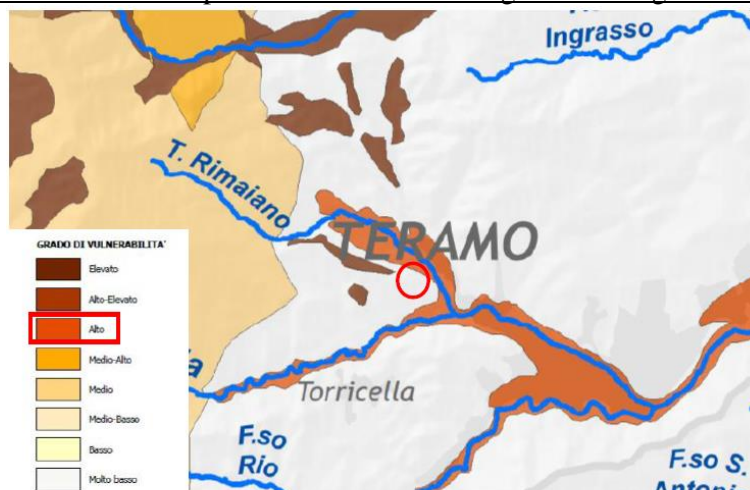 Ingrasso
T. Rimaiano
TERAMO
GRADO DI VULNERABILITA'
Elevato
Alto-Elevato
Alto
Medio-Alto
Medio
Medio-Basso
Basso
Molto basso
Torricella
F.so
Rio
F.so S.